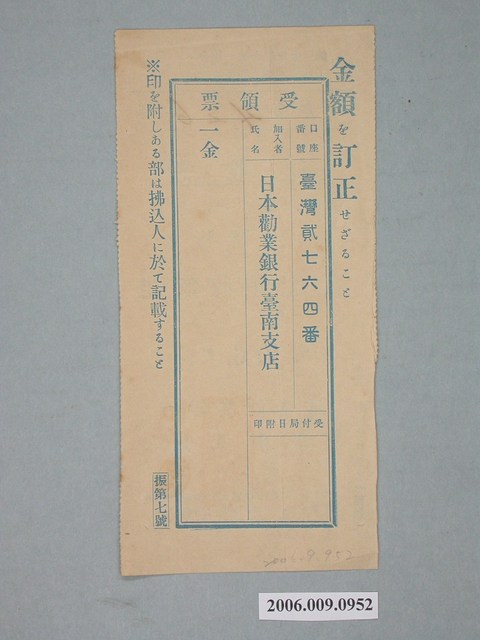 金額を訂正せざること
受領票
口座番號
臺灣貳七六四番
加入者氏名
日本勸業銀行臺南支店
一金
受付局日附印
※印を附しある部は拂込人に於て記載すること
振第七號
2006.009.0952